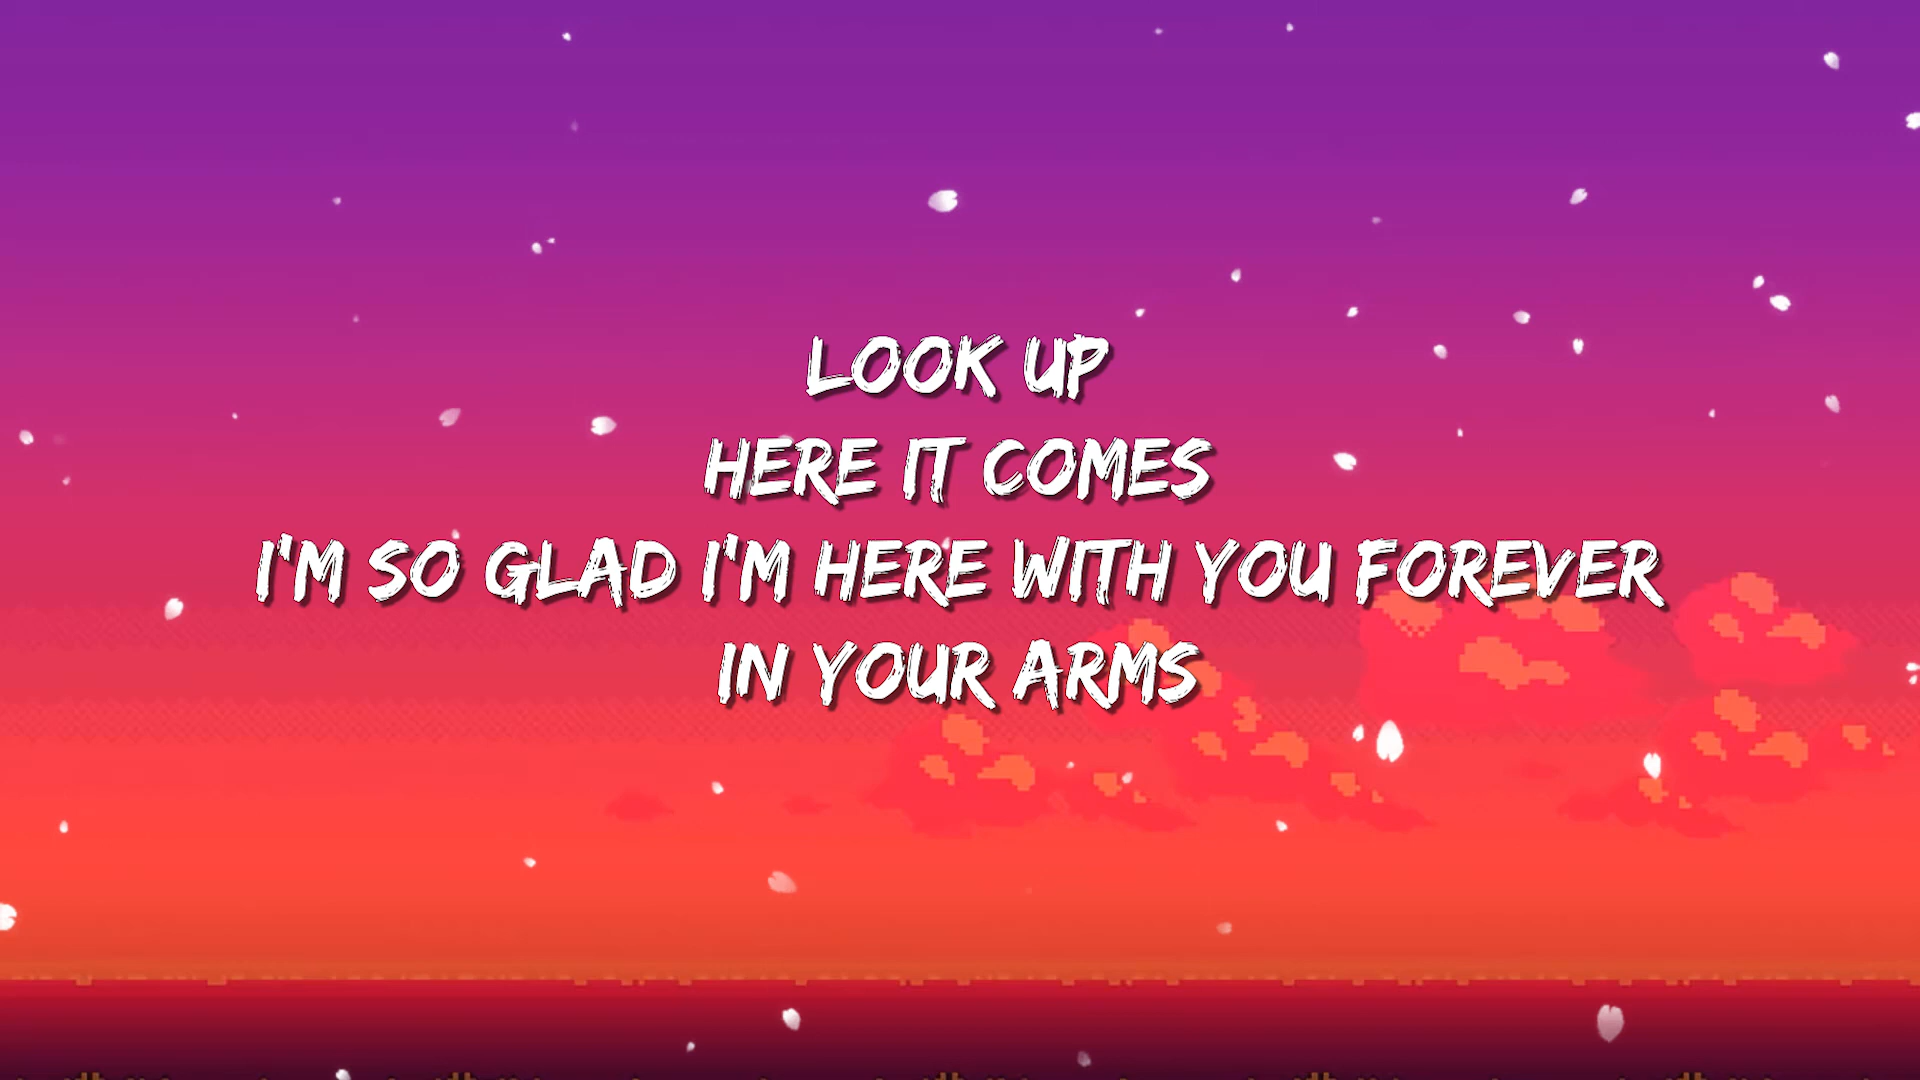 LOOK UP
HERE IT COMES
I'M SO GLAD I'M HERE WITH YOU FOREVER
IN YOUR ARMS